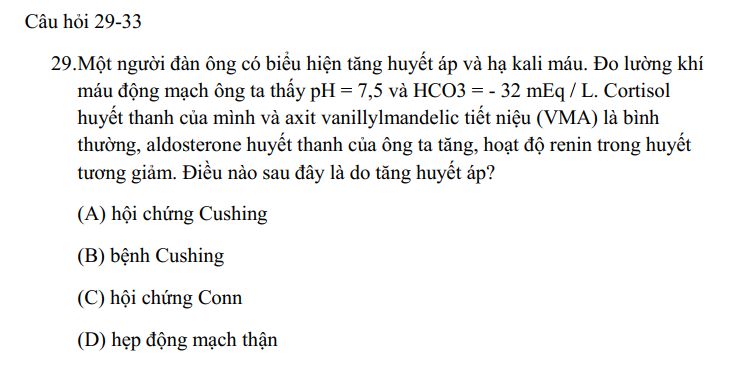 Câu hỏi 29-33
29.Một người đàn ông có biểu hiện tăng huyết áp và hạ kali máu. Đo lường khí
máu động mạch ông ta thấy pH = 7,5 và HCO3 = - 32 mEq / L. Cortisol
huyết thanh của mình và axit vanillylmandelic tiết niệu (VMA) là bình
thường, aldosterone huyết thanh của ông ta tăng, hoạt độ renin trong huyết
tương giảm. Điều nào sau đây là do tăng huyết áp?
(A) hội chứng Cushing
(B) bệnh Cushing
(C) hội chứng Conn
(D) hẹp động mạch thận